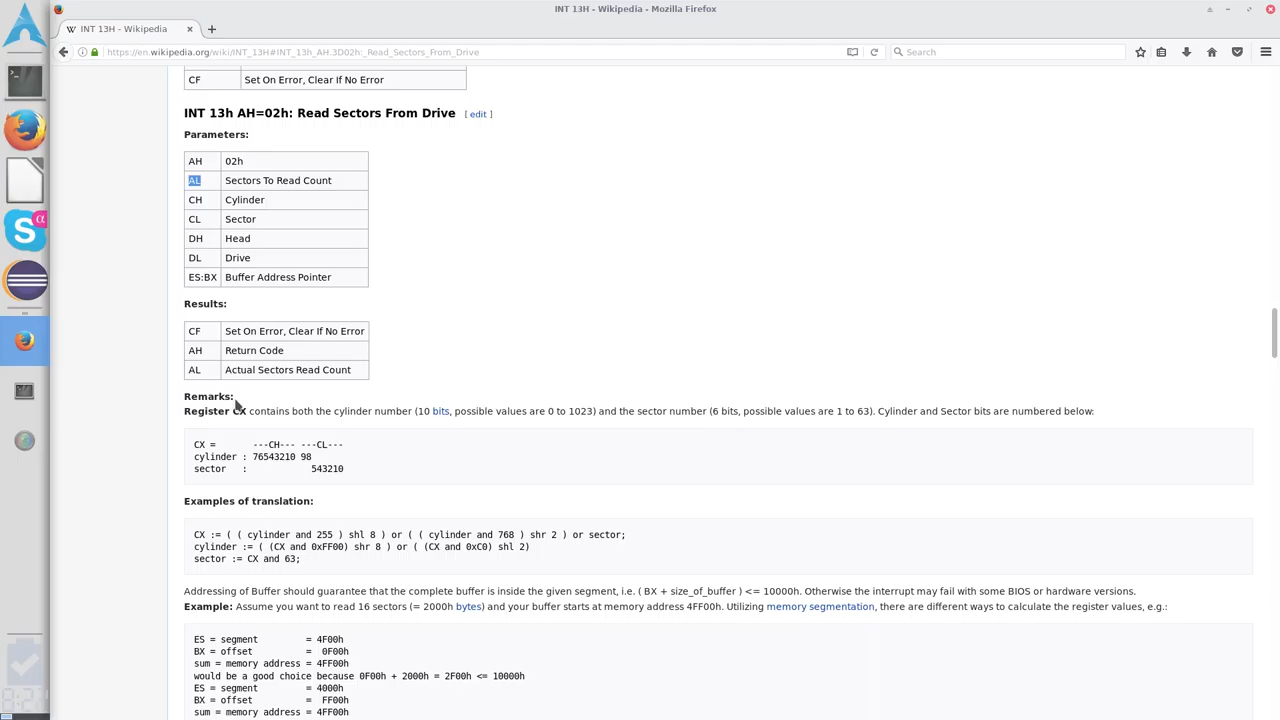 INT 13H - Wikipedia - Mozilla Firefox
W INT 13H - Wikipedia × +
https://en.wikipedia.org/wiki/INT_13H#INT_13h_AH.3D02h:_Read_Sectors_From_Drive Search
CF Set On Error, Clear If No Error
INT 13h AH=02h: Read Sectors From Drive [ edit ]
Parameters:
AH 02h
AL Sectors To Read Count
CH Cylinder
CL Sector
DH Head
DL Drive
ES:BX Buffer Address Pointer
Results:
CF Set On Error, Clear If No Error
AH Return Code
AL Actual Sectors Read Count
Remarks:
Register CX contains both the cylinder number (10 bits, possible values are 0 to 1023) and the sector number (6 bits, possible values are 1 to 63). Cylinder and Sector bits are numbered below:
CX = ---CH--- ---CL---
cylinder : 76543210 98
sector : 543210
Examples of translation:
CX := ( ( cylinder and 255 ) shl 8 ) or ( ( cylinder and 768 ) shr 2 ) or sector;
cylinder := ( (CX and 0xFF00) shr 8 ) or ( (CX and 0xC0) shl 2)
sector := CX and 63;
Addressing of Buffer should guarantee that the complete buffer is inside the given segment, i.e. ( BX + size_of_buffer ) <= 10000h. Otherwise the interrupt may fail with some BIOS or hardware versions.
Example: Assume you want to read 16 sectors (= 2000h bytes) and your buffer starts at memory address 4FF00h. Utilizing memory segmentation, there are different ways to calculate the register values, e.g.:
ES = segment = 4F00h
BX = offset = 0F00h
sum = memory address = 4FF00h
would be a good choice because 0F00h + 2000h = 2F00h <= 10000h
ES = segment = 4000h
BX = offset = FF00h
sum = memory address = 4FF00h